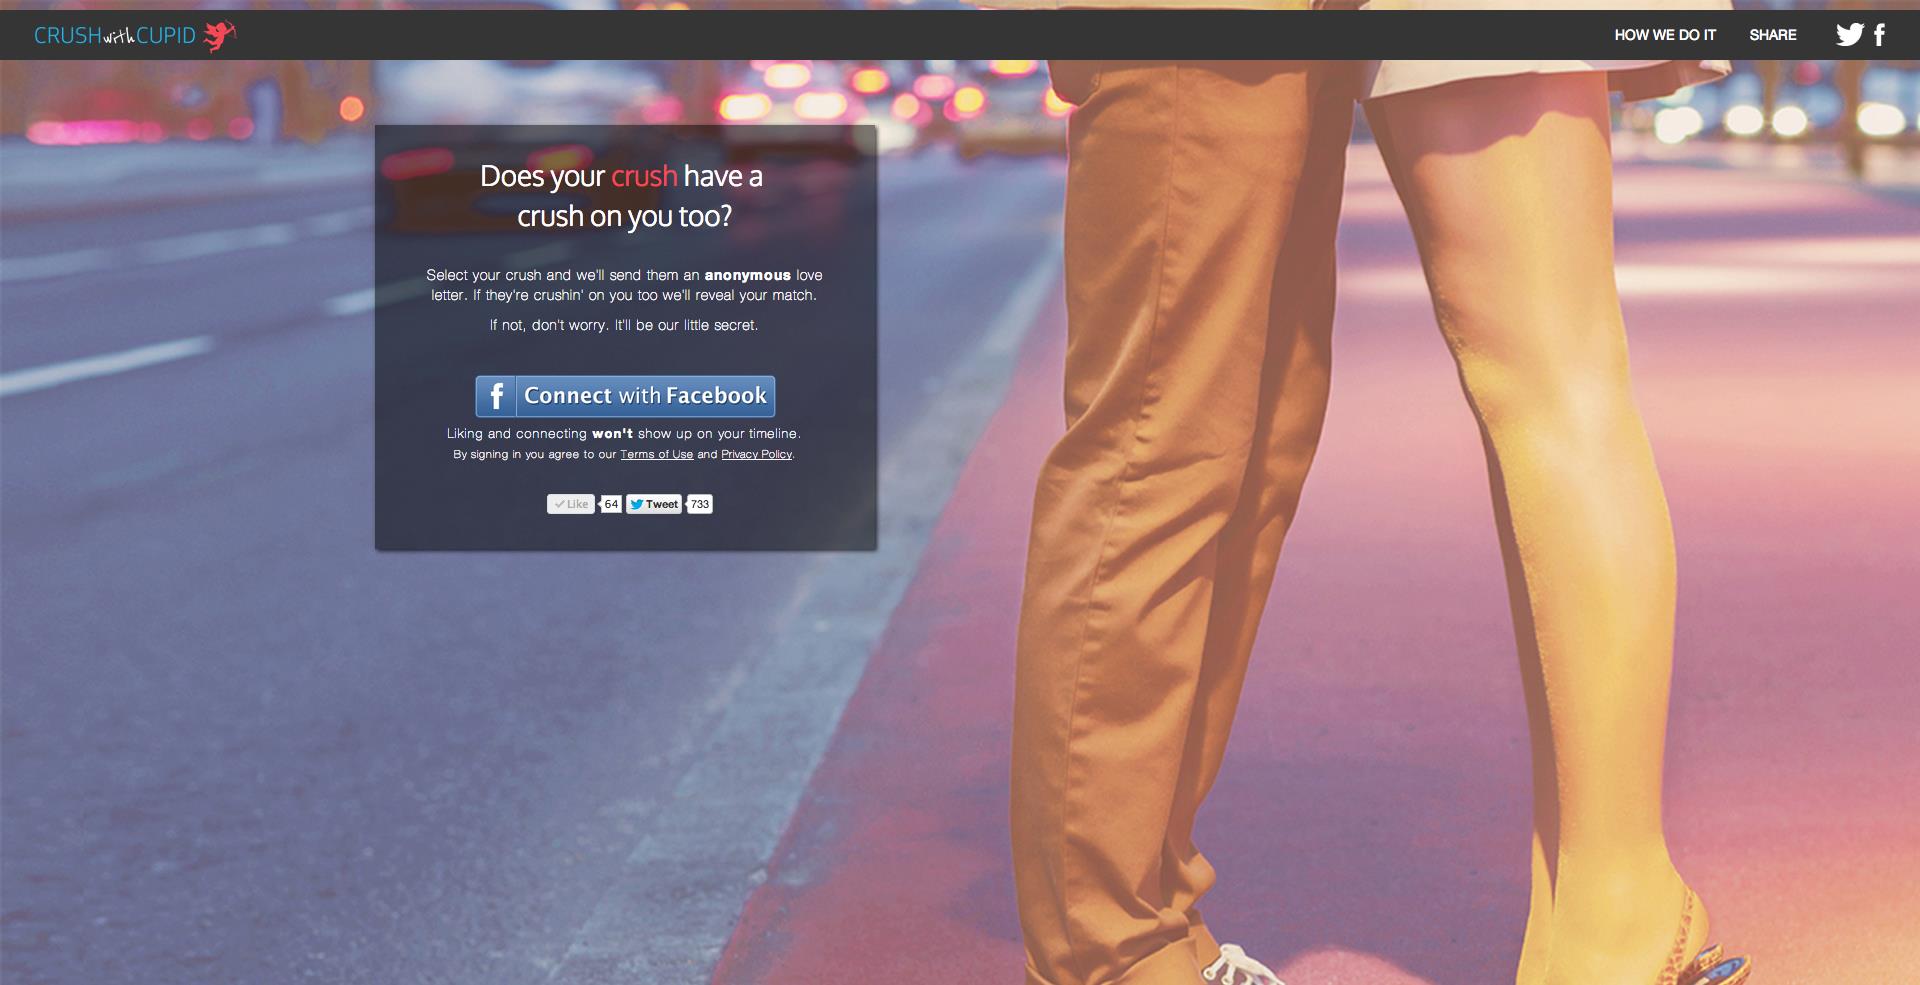 CRUSH with CUPID
HOW WE DO IT
SHARE
Does your crush have a
crush on you too?
Select your crush and we'll send them an anonymous love
letter. If they're crushin' on you too we'll reveal your match.
If not, don't worry. It'll be our little secret.
f Connect with Facebook
Liking and connecting won't show up on your timeline.
By signing in you agree to our Terms of Use and Privacy Policy.
Like 64 Tweet 733